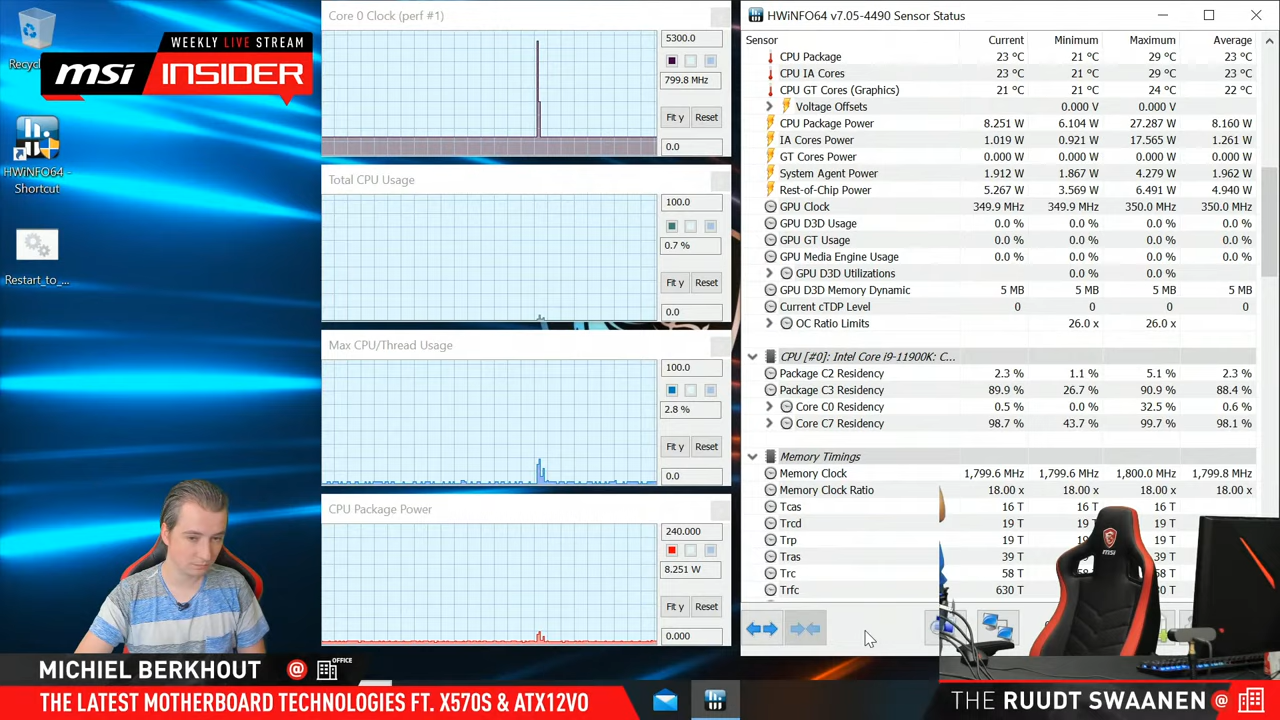 Recyc
WEEKLY LIVE STREAM
msi INSIDER
HWiNFO64 -
Shortcut
Restart_to_...
Core 0 Clock (perf #1)
5300.0
799.8 MHz
Fit y Reset
0.0
Total CPU Usage
100.0
0.7 %
Fit y Reset
0.0
Max CPU/Thread Usage
100.0
2.8 %
Fit y Reset
0.0
CPU Package Power
240.000
8.251 W
Fit y Reset
0.000
HWiNFO64 v7.05-4490 Sensor Status
Sensor Current Minimum Maximum Average
CPU Package 23 °C 21 °C 29 °C 23 °C
CPU IA Cores 23 °C 21 °C 29 °C 23 °C
CPU GT Cores (Graphics) 21 °C 21 °C 24 °C 22 °C
Voltage Offsets 0.000 V 0.000 V
CPU Package Power 8.251 W 6.104 W 27.287 W 8.160 W
IA Cores Power 1.019 W 0.921 W 17.565 W 1.261 W
GT Cores Power 0.000 W 0.000 W 0.000 W 0.000 W
System Agent Power 1.912 W 1.867 W 4.279 W 1.962 W
Rest-of-Chip Power 5.267 W 3.569 W 6.491 W 4.940 W
GPU Clock 349.9 MHz 349.9 MHz 350.0 MHz 350.0 MHz
GPU D3D Usage 0.0 % 0.0 % 0.0 % 0.0 %
GPU GT Usage 0.0 % 0.0 % 0.0 % 0.0 %
GPU Media Engine Usage 0.0 % 0.0 % 0.0 % 0.0 %
GPU D3D Utilizations 0.0 % 0.0 %
GPU D3D Memory Dynamic 5 MB 5 MB 5 MB 5 MB
Current cTDP Level 0 0 0 0
OC Ratio Limits 26.0 x 26.0 x
CPU [#0]: Intel Core i9-11900K: C...
Package C2 Residency 2.3 % 1.1 % 5.1 % 2.3 %
Package C3 Residency 89.9 % 26.7 % 90.9 % 88.4 %
Core C0 Residency 0.5 % 0.0 % 32.5 % 0.6 %
Core C7 Residency 98.7 % 43.7 % 99.7 % 98.1 %
Memory Timings
Memory Clock 1,799.6 MHz 1,799.6 MHz 1,800.0 MHz 1,799.8 MHz
Memory Clock Ratio 18.00 x 18.00 x 18.00 x 18.00 x
Tcas 16 T 16 T 16 T
Trcd 19 T 19 T 19 T
Trp 19 T 19 T 19 T
Tras 39 T 39 T 39 T
Trc 58 T 58 T 58 T
Trfc 630 T 630 T 0 T
msi
MICHIEL BERKHOUT @ OFFICE
THE LATEST MOTHERBOARD TECHNOLOGIES FT. X570S & ATX12VO
THE RUUDT SWAANEN @